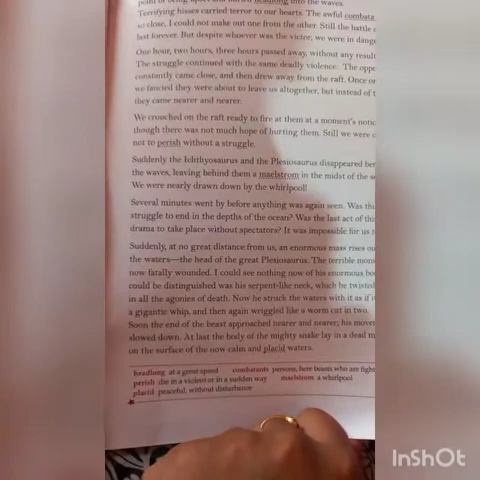 point of being upset and hurled headlong into the waves.
Terrifying hisses carried terror to our hearts. The awful combata
so close, I could not make out one from the other. Still the battle c
last forever. But despite whoever was the victor, we were in dange
One hour, two hours, three hours passed away, without any result
The struggle continued with the same deadly violence. The oppo
constantly came close, and then drew away from the raft. Once or
we fancied they were about to leave us altogether, but instead of t
they came nearer and nearer.
We crouched on the raft ready to fire at them at a moment's notic
though there was not much hope of hurting them. Still we were
not to perish without a struggle.
Suddenly the Ichthyosaurus and the Plesiosaurus disappeared ben
the waves, leaving behind them a maelstrom in the midst of the se
We were nearly drawn down by the whirlpool!
Several minutes went by before anything was again seen. Was thi
struggle to end in the depths of the ocean? Was the last act of this
drama to take place without spectators? It was impossible for us t
Suddenly, at no great distance from us, an enormous mass rises ou
the waters—the head of the great Plesiosaurus. The terrible mons
now fatally wounded. I could see nothing now of his enormous bo
could be distinguished was his serpent-like neck, which he twisted
in all the agonies of death. Now he struck the waters with it as if it
a gigantic whip, and then again wriggled like a worm cut in two.
Soon the end of the beast approached nearer and nearer; his move
slowed down. At last the body of the mighty snake lay in a dead m
on the surface of the now calm and placid waters.
headlong at a great speed combatants persons, here beasts who are fight
perish die in a violent or in a sudden way maelstrom a whirlpool
placid peaceful, without disturbance
InShOt